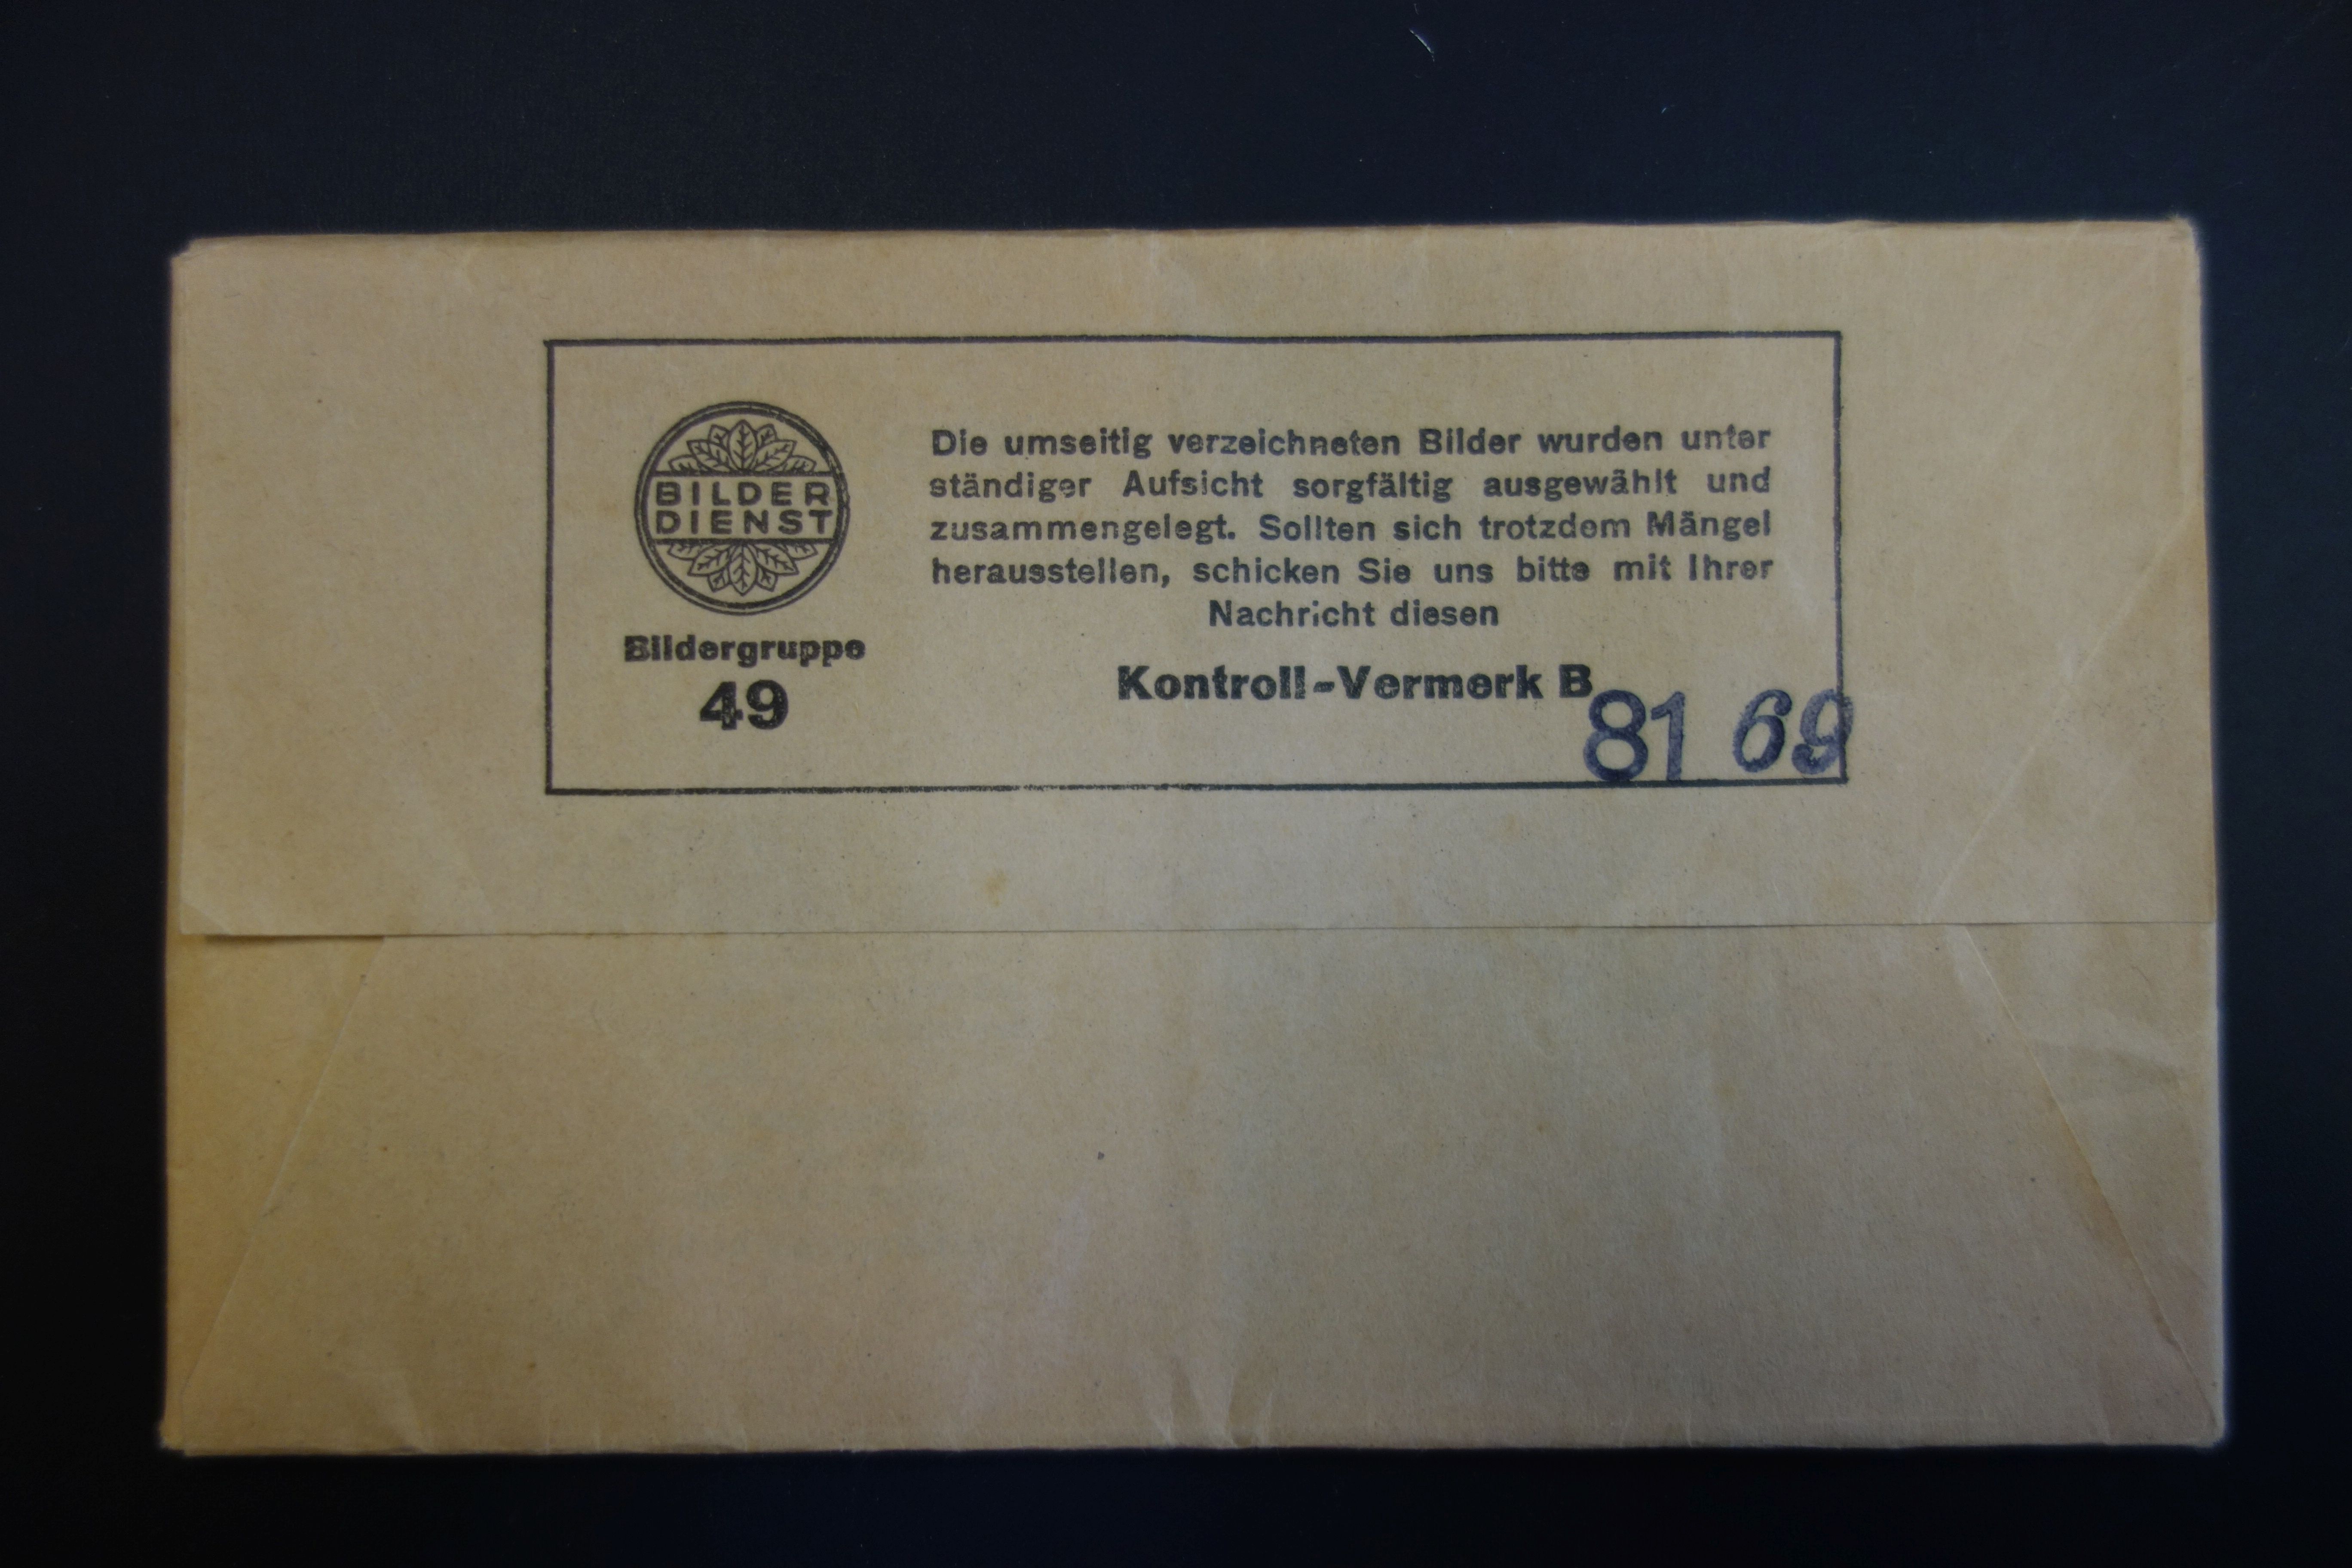 BILDER
DIENST
Bildergruppe
49
Die umseitig verzeichneten Bilder wurden unter
ständiger Aufsicht sorgfältig ausgewählt und
zusammengelegt. Sollten sich trotzdem Mängel
herausstellen, schicken Sie uns bitte mit Ihrer
Nachricht diesen
Kontroll-Vermerk B
81 69